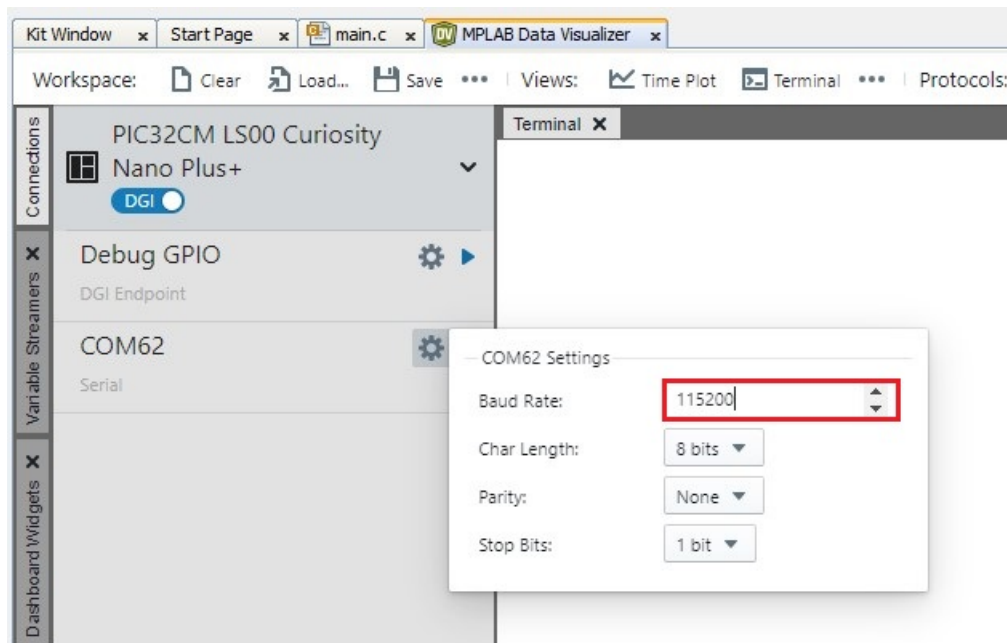 Kit Window x Start Page x main.c x MPLAB Data Visualizer x
Workspace: Clear Load... Save ••• Views: Time Plot Terminal ••• Protocols:
Connections
Variable Streamers
Dashboard Widgets
PIC32CM LS00 Curiosity
Nano Plus+
DGI
Debug GPIO
DGI Endpoint
COM62
Serial
Terminal X
COM62 Settings
Baud Rate: 115200
Char Length: 8 bits
Parity: None
Stop Bits: 1 bit